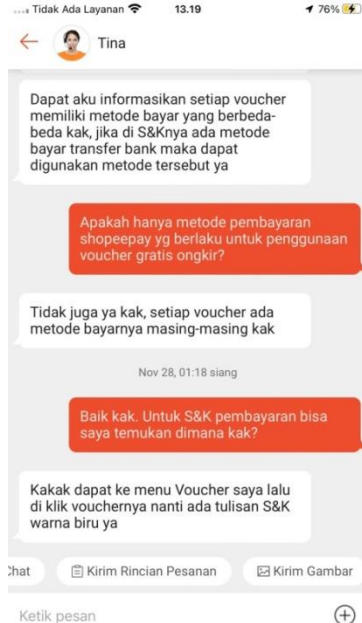 Tidak Ada Layanan 13.19 76%
Tina
Dapat aku informasikan setiap voucher
memiliki metode bayar yang berbeda-
beda kak, jika di S&Knya ada metode
bayar transfer bank maka dapat
digunakan metode tersebut ya
Apakah hanya metode pembayaran
shopeepay yg berlaku untuk penggunaan
voucher gratis ongkir?
Tidak juga ya kak, setiap voucher ada
metode bayarnya masing-masing kak
Nov 28, 01:18 siang
Baik kak. Untuk S&K pembayaran bisa
saya temukan dimana kak?
Kakak dapat ke menu Voucher saya lalu
di klik vouchernya nanti ada tulisan S&K
warna biru ya
Chat Kirim Rincian Pesanan Kirim Gambar
Ketik pesan